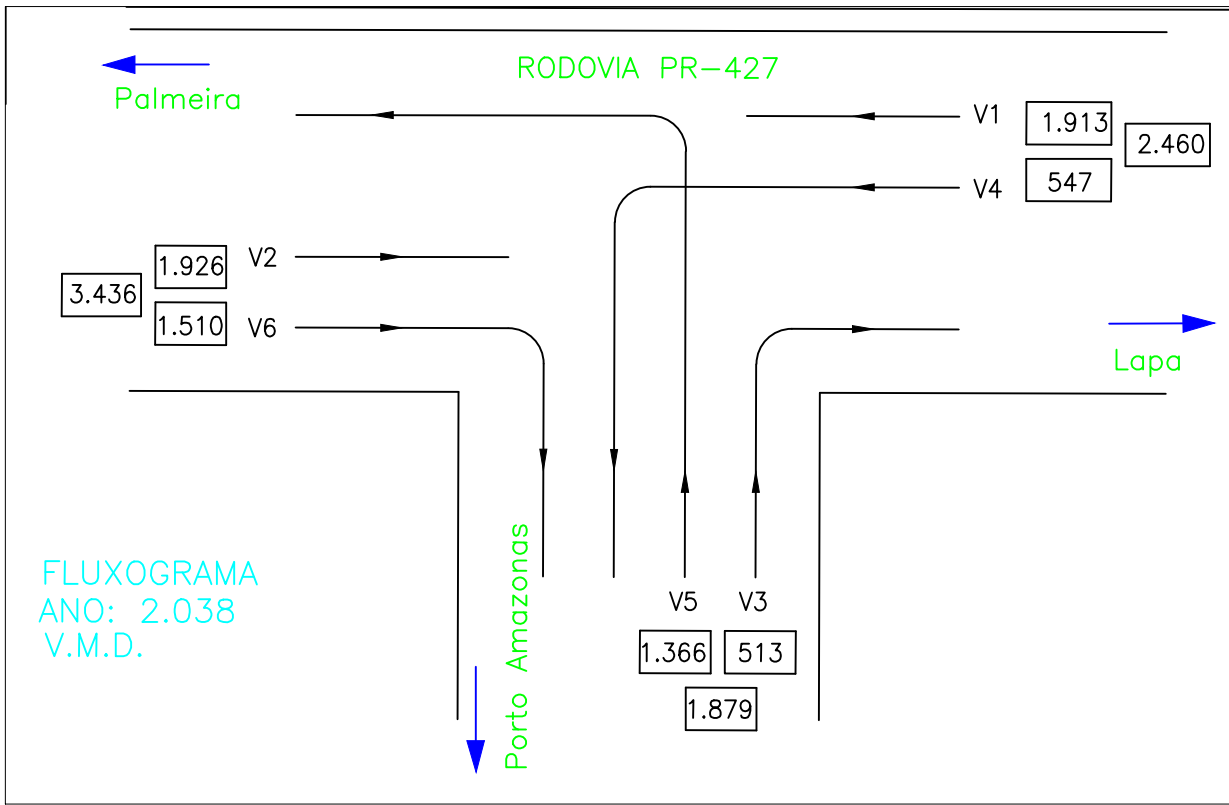 RODOVIA PR-427
Palmeira
V1
1.913
2.460
V4
547
V2
1.926
3.436
V6
1.510
Lapa
FLUXOGRAMA
ANO: 2.038
V.M.D.
Porto Amazonas
V5
V3
1.366
513
1.879